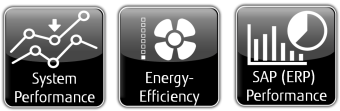 System
Performance
Energy-
Efficiency
SAP (ERP)
Performance